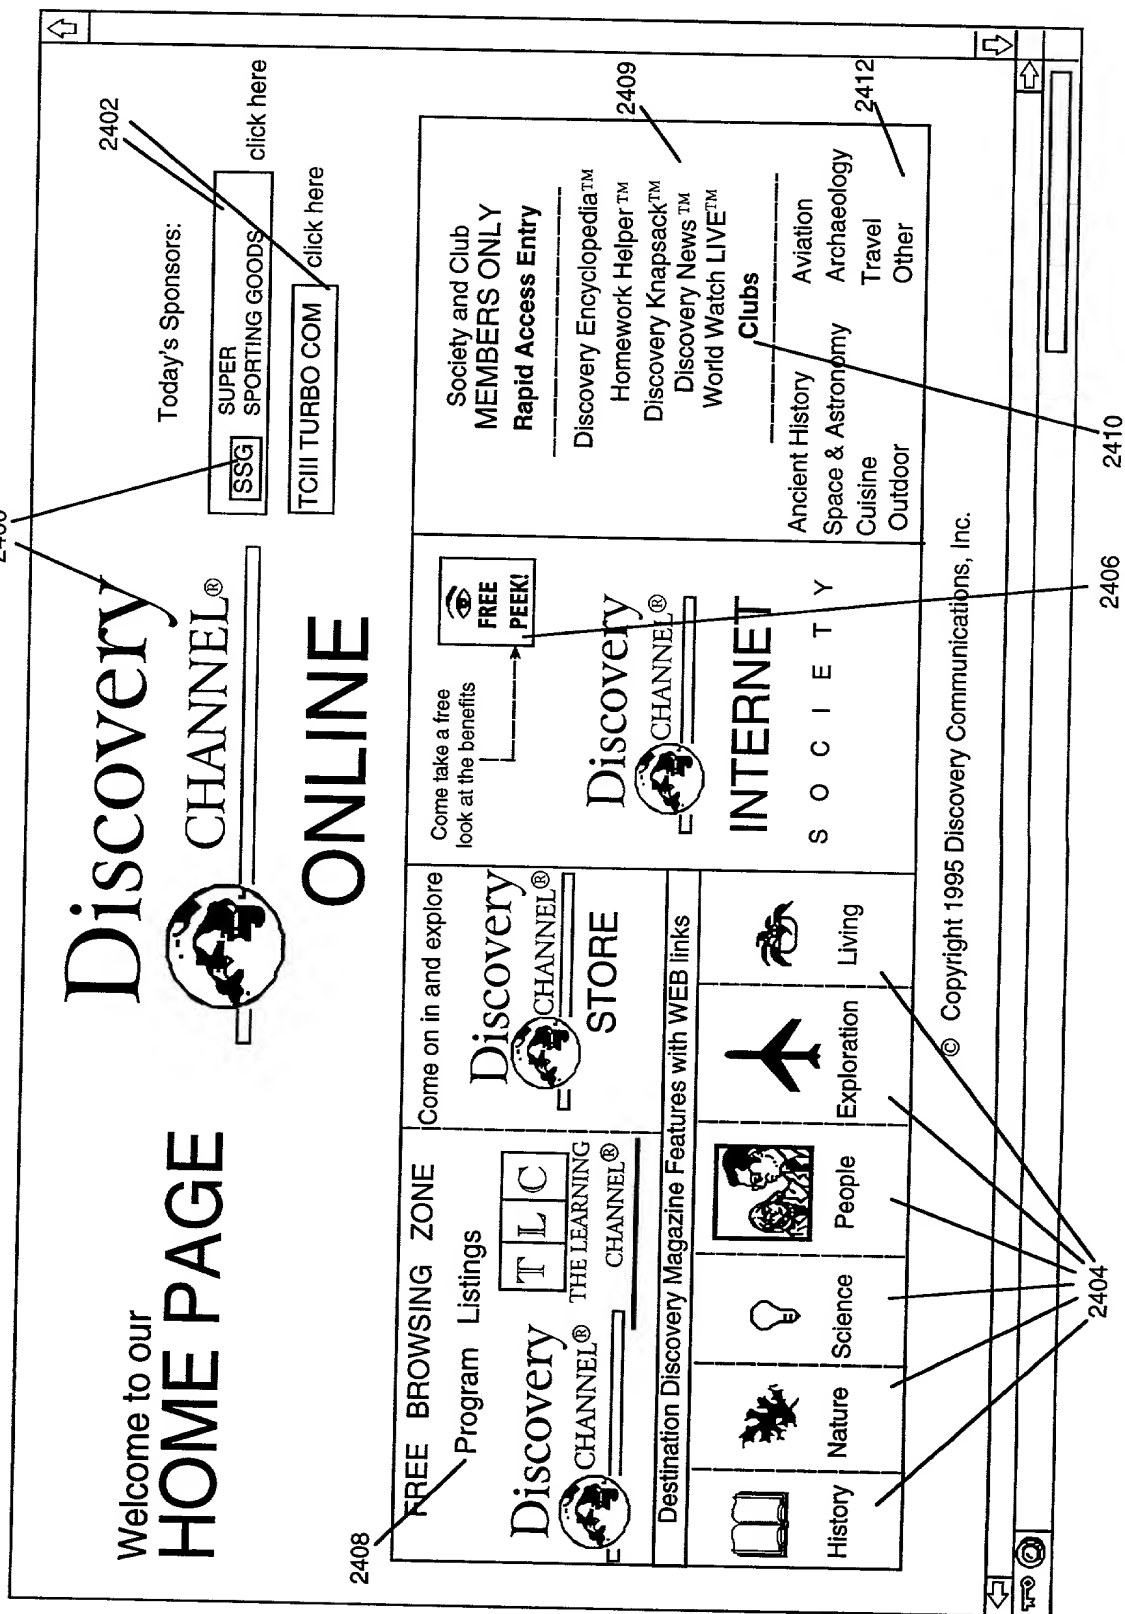 Welcome to our
HOME PAGE
Discovery
CHANNEL®
ONLINE
Today's Sponsors:
SSG
SUPER
SPORTING GOODS
click here
TCIII TURBO COM
click here
2402
2408
FREE BROWSING ZONE
Program Listings
Discovery
CHANNEL®
T L C
THE LEARNING
CHANNEL®
Come on in and explore
Discovery
CHANNEL®
STORE
Destination Discovery Magazine Features with WEB links
History
Nature
Science
People
Exploration
Living
2404
Come take a free
look at the benefits
FREE
PEEK!
Discovery
CHANNEL®
INTERNET
SOCIETY
2406
Society and Club
MEMBERS ONLY
Rapid Access Entry
Discovery Encyclopedia™
Homework Helper™
Discovery Knapsack™
Discovery News™
World Watch LIVE™
2409
Clubs
2410
Ancient History Aviation
Space & Astronomy Archaeology
Cuisine Travel
Outdoor Other
2412
© Copyright 1995 Discovery Communications, Inc.